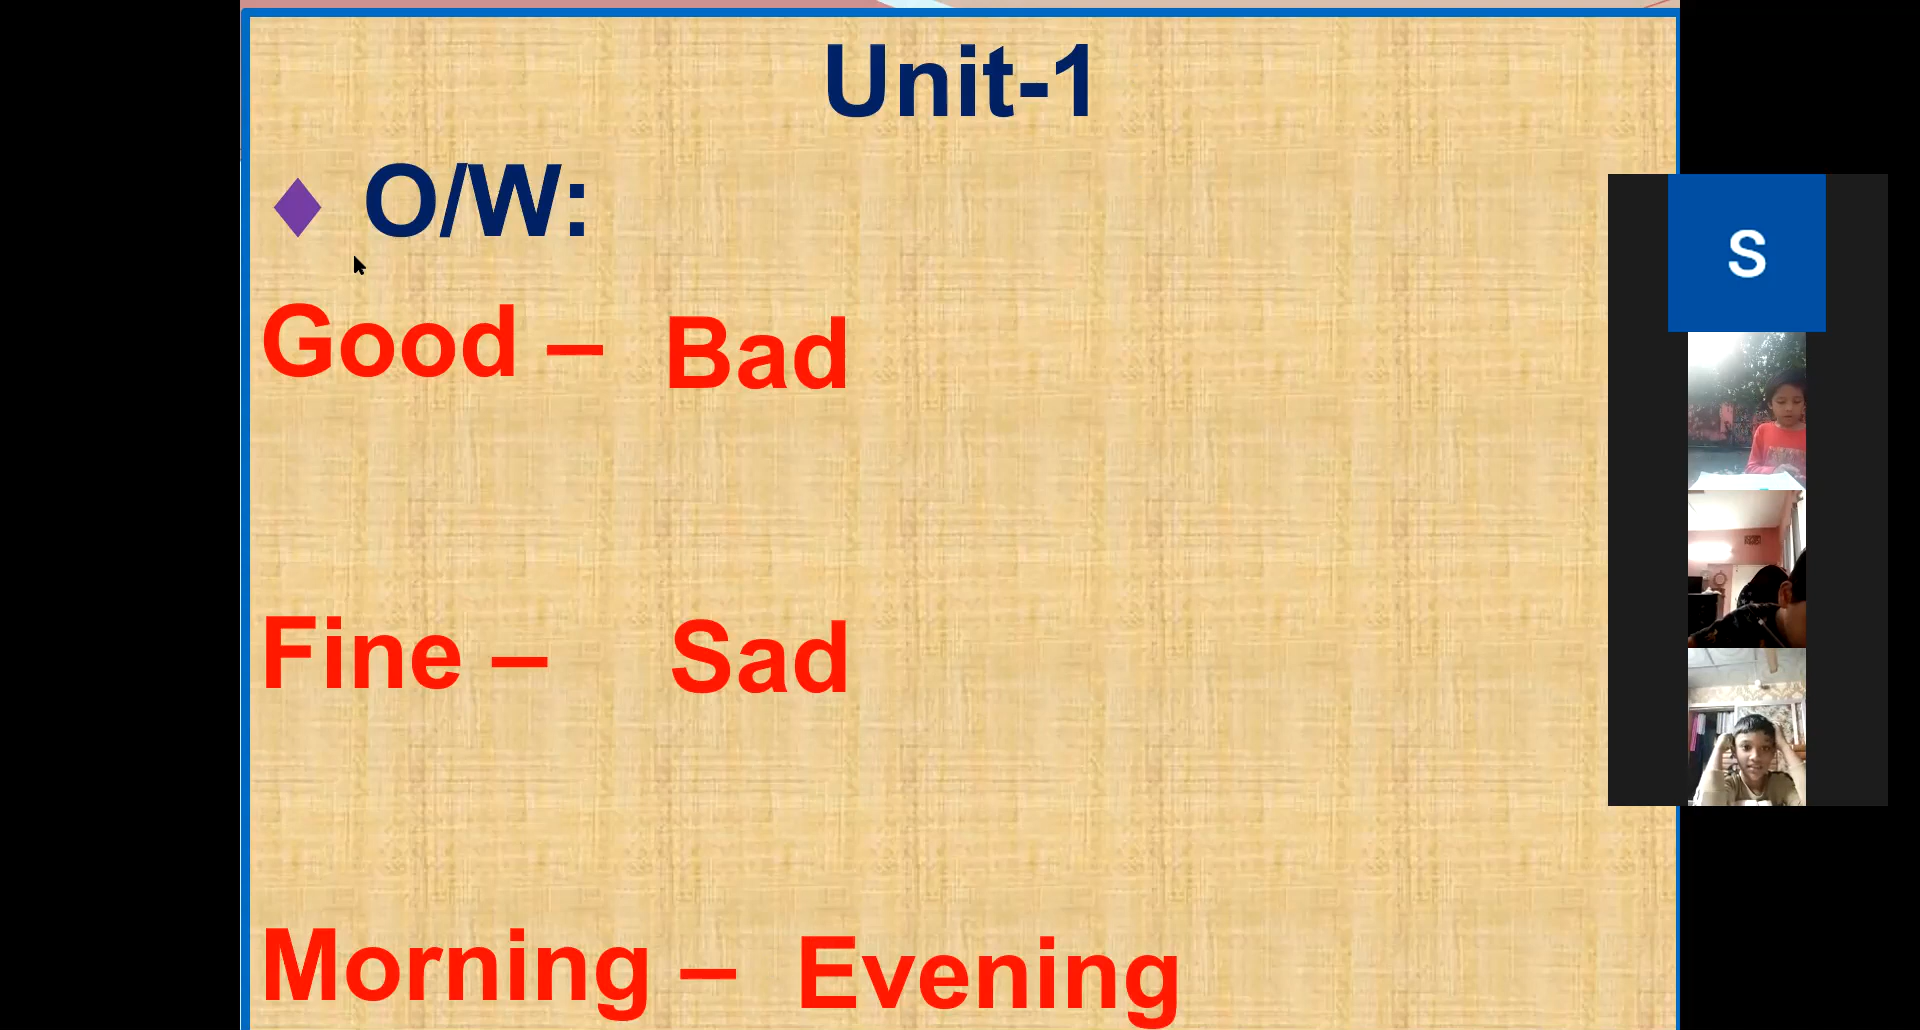 Unit-1
O/W:
Good – Bad
Fine – Sad
Morning – Evening
S